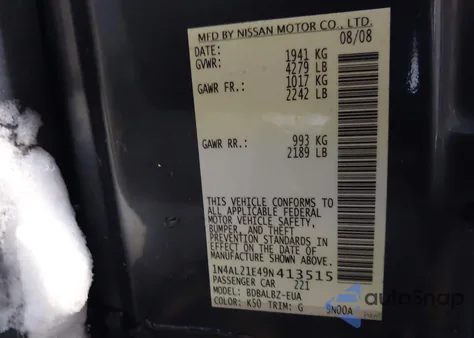 MFD BY NISSAN MOTOR CO., LTD.
DATE: 08/08
GVWR: 1941 KG
4279 LB
GAWR FR.: 1017 KG
2242 LB
GAWR RR.: 993 KG
2189 LB
THIS VEHICLE CONFORMS TO
ALL APPLICABLE FEDERAL
MOTOR VEHICLE SAFETY,
BUMPER, AND THEFT
PREVENTION STANDARDS IN
EFFECT ON THE DATE OF
MANUFACTURE SHOWN ABOVE.
1N4AL21E49N413515
PASSENGER CAR 221
MODEL: BDBALBZ-EUA
COLOR: K50 TRIM: G 9N00A
autoSnap